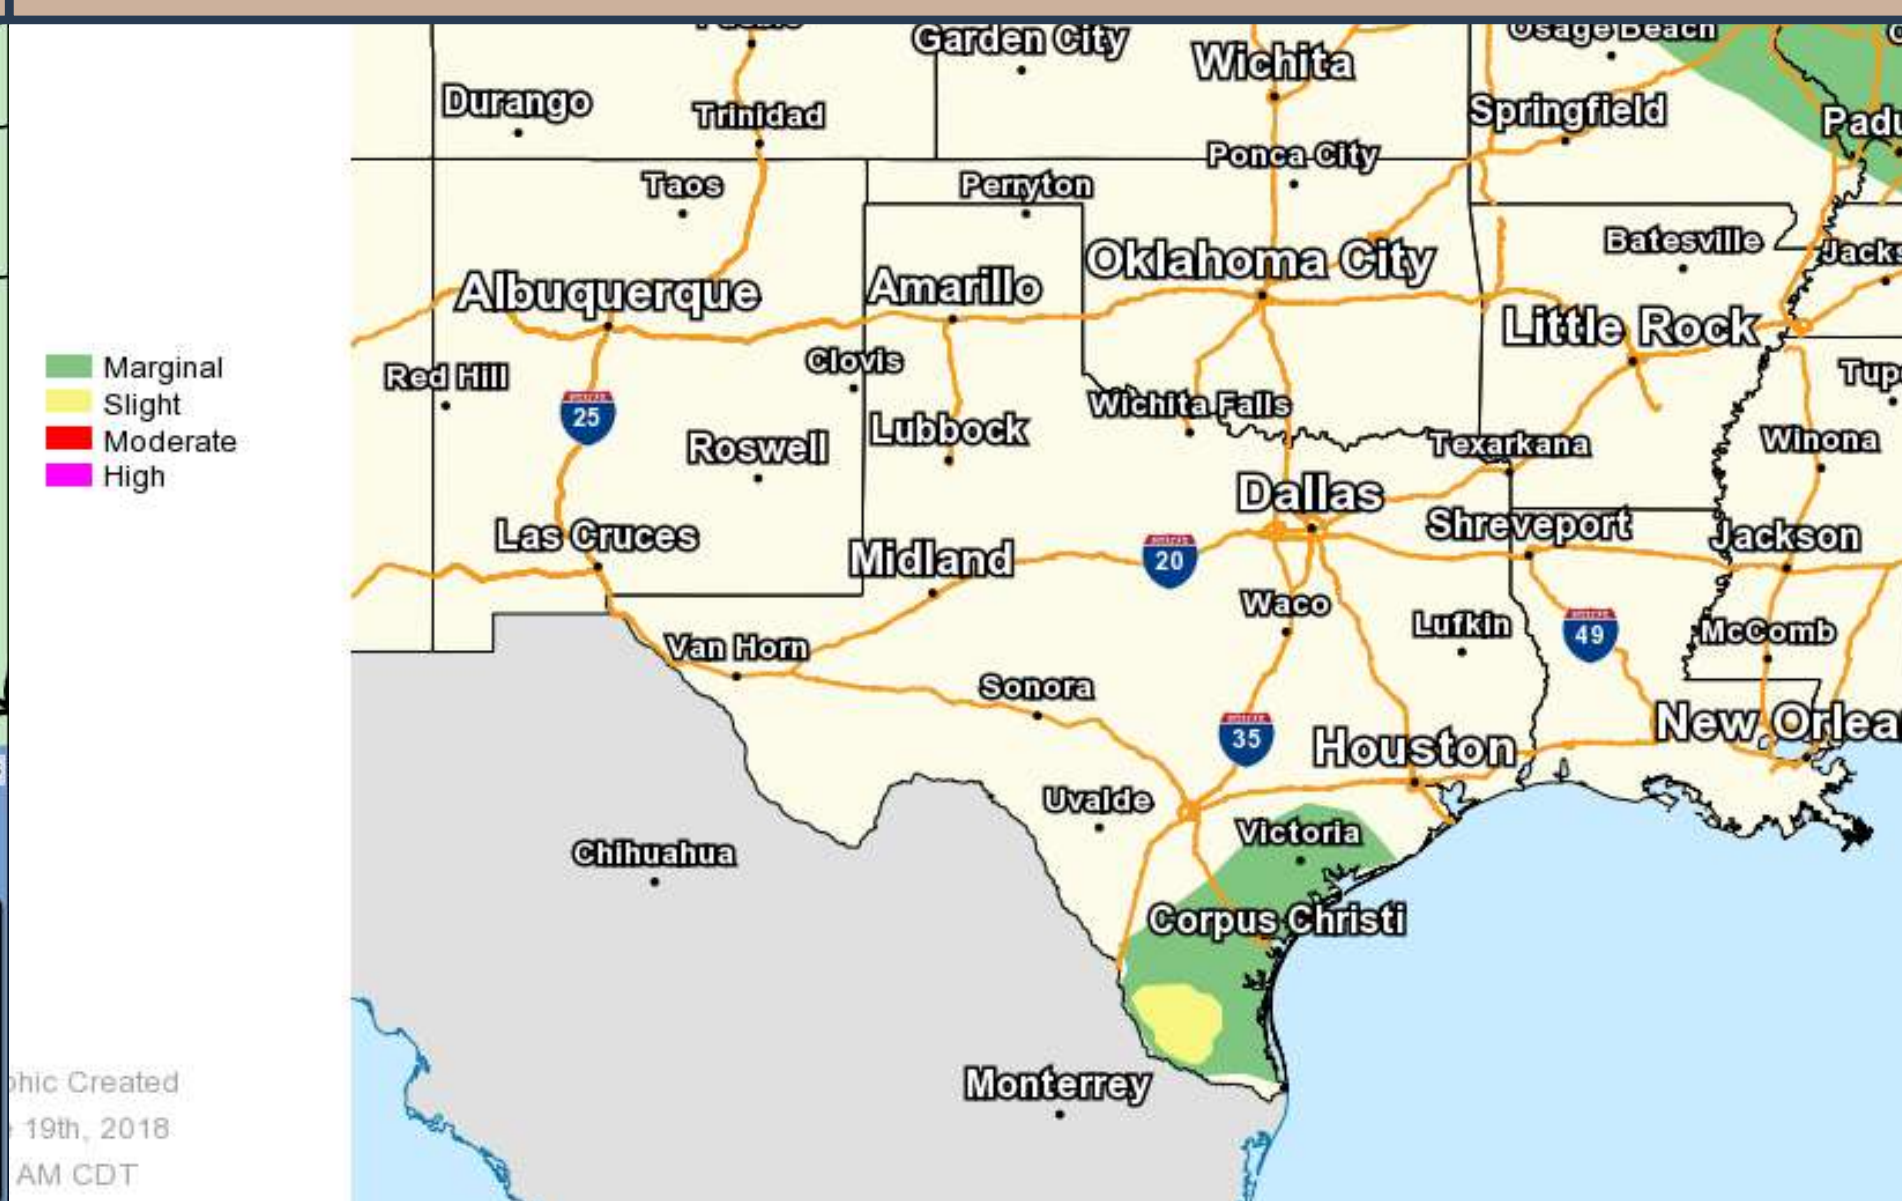 Garden City
Wichita
Osage Beach
Durango
Trinidad
Springfield
Ponca City
Taos
Perryton
Batesville
Oklahoma City
Albuquerque
Amarillo
Little Rock
Clovis
Red Hill
25
Wichita Falls
Lubbock
Roswell
Texarkana
Winona
Marginal
Slight
Moderate
High
Dallas
Shreveport
Jackson
Las Cruces
Midland
20
Waco
Lufkin
49
McComb
Van Horn
Sonora
New Orlea
35
Houston
Uvalde
Victoria
Chihuahua
Corpus Christi
Monterrey
phic Created
19th, 2018
AM CDT